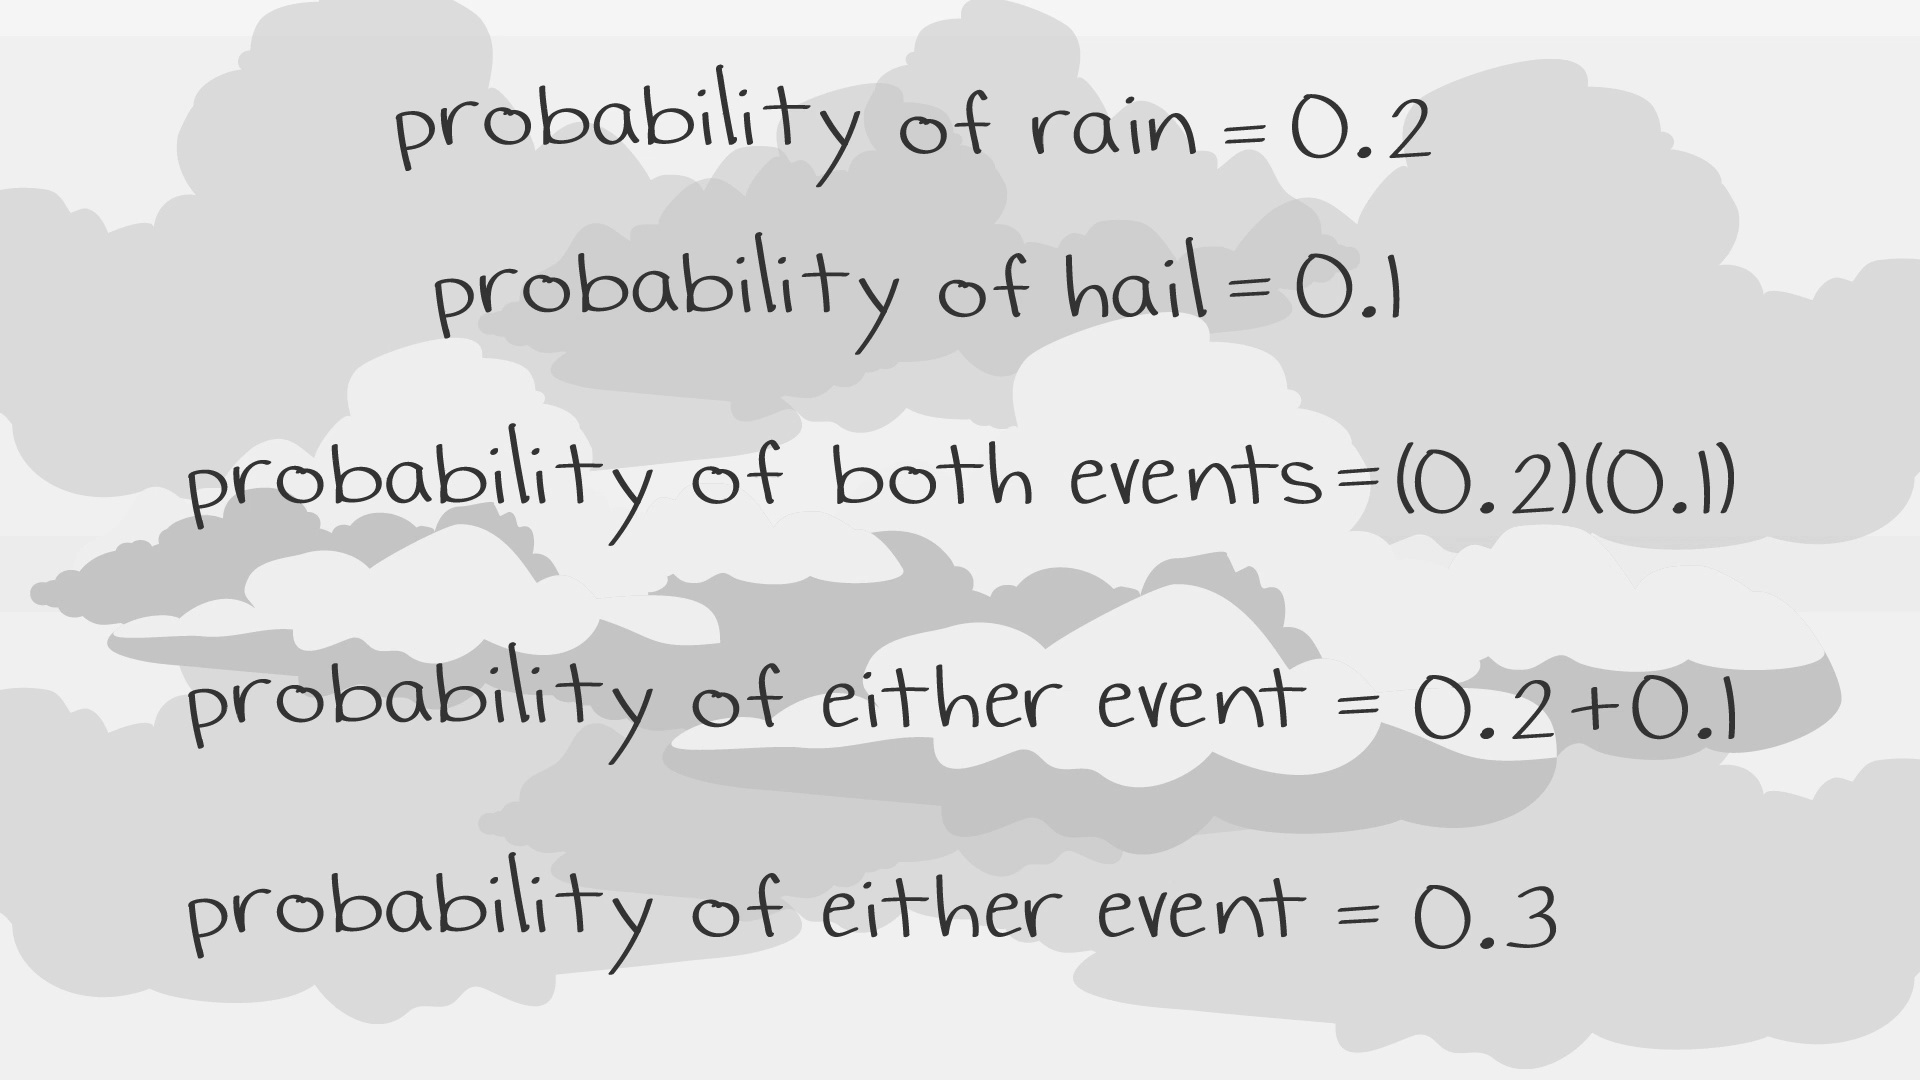 probability of rain = 0.2
probability of hail = 0.1
probability of both events = (0.2)(0.1)
probability of either event = 0.2+0.1
probability of either event = 0.3